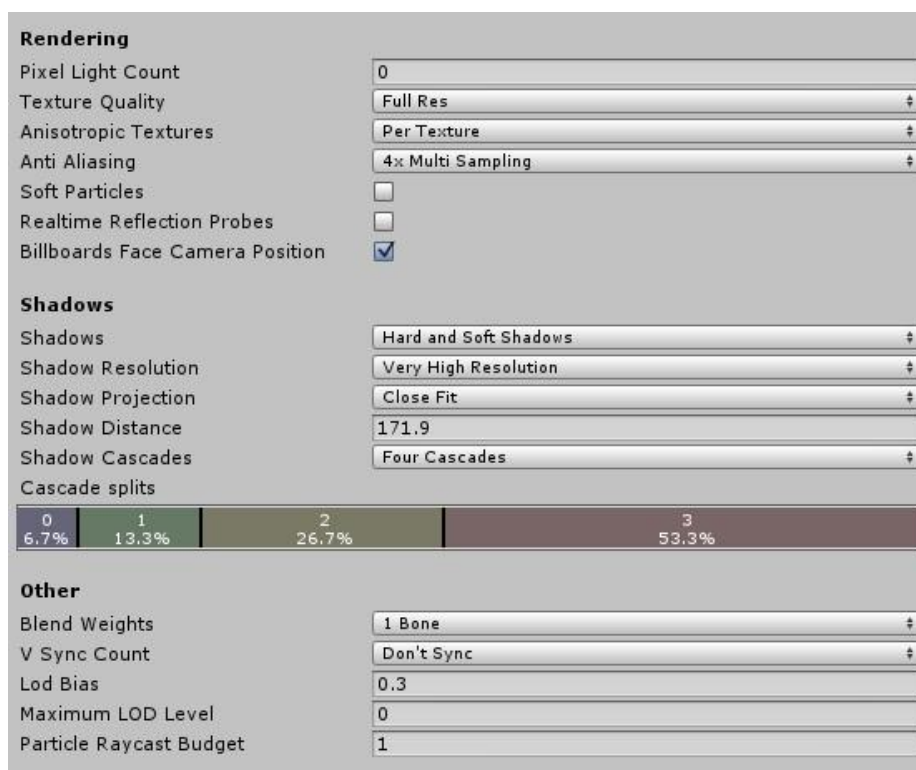 Rendering
Pixel Light Count 0
Texture Quality Full Res
Anisotropic Textures Per Texture
Anti Aliasing 4x Multi Sampling
Soft Particles
Realtime Reflection Probes
Billboards Face Camera Position
Shadows
Shadows Hard and Soft Shadows
Shadow Resolution Very High Resolution
Shadow Projection Close Fit
Shadow Distance 171.9
Shadow Cascades Four Cascades
Cascade splits
0 1 2 3
6.7% 13.3% 26.7% 53.3%
Other
Blend Weights 1 Bone
V Sync Count Don't Sync
Lod Bias 0.3
Maximum LOD Level 0
Particle Raycast Budget 1